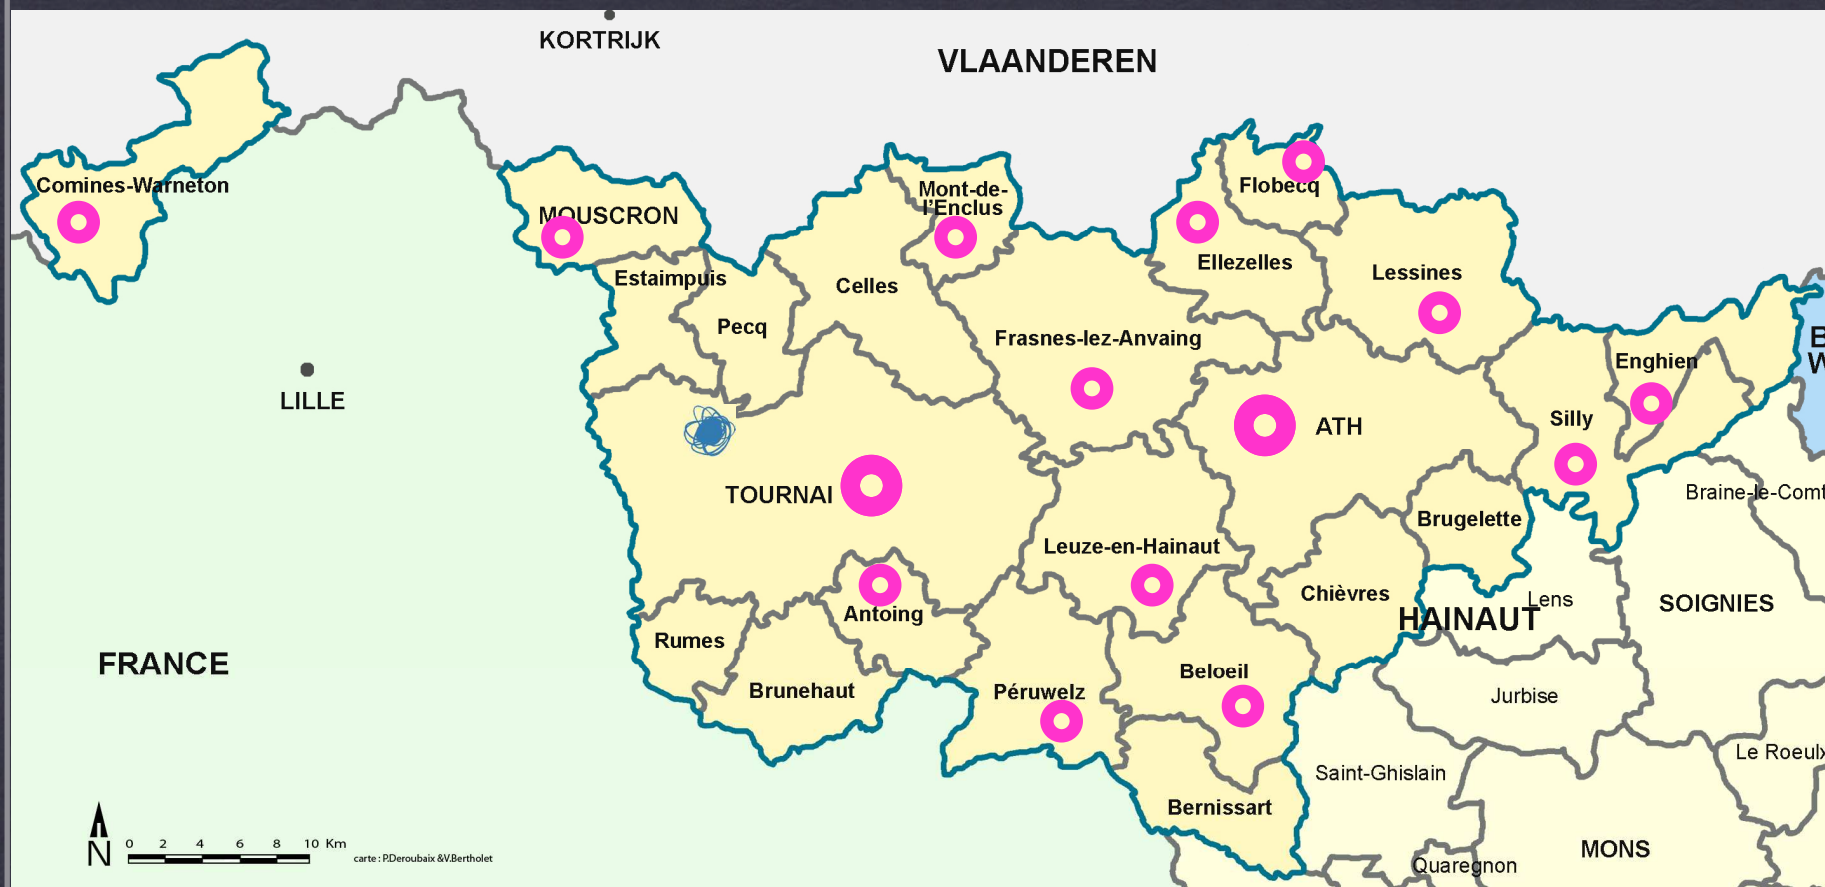 KORTRIJK
VLAANDEREN
Comines-Warneton
MOUSCRON
Mont-de-
l'Enclus
Flobecq
Estaimpuis
Celles
Ellezelles
Lessines
Pecq
Frasnes-lez-Anvaing
Enghien
LILLE
Silly
ATH
TOURNAI
Braine-le-Comt
Brugelette
Leuze-en-Hainaut
Chièvres
Lens
SOIGNIES
HAINAUT
Antoing
Rumes
FRANCE
Beloeil
Brunehaut
Péruwelz
Jurbise
Le Roeulx
Saint-Ghislain
Bernissart
MONS
Quaregnon
N
0 2 4 6 8 10 Km
carte : P.Deroubaix &V.Bertholet